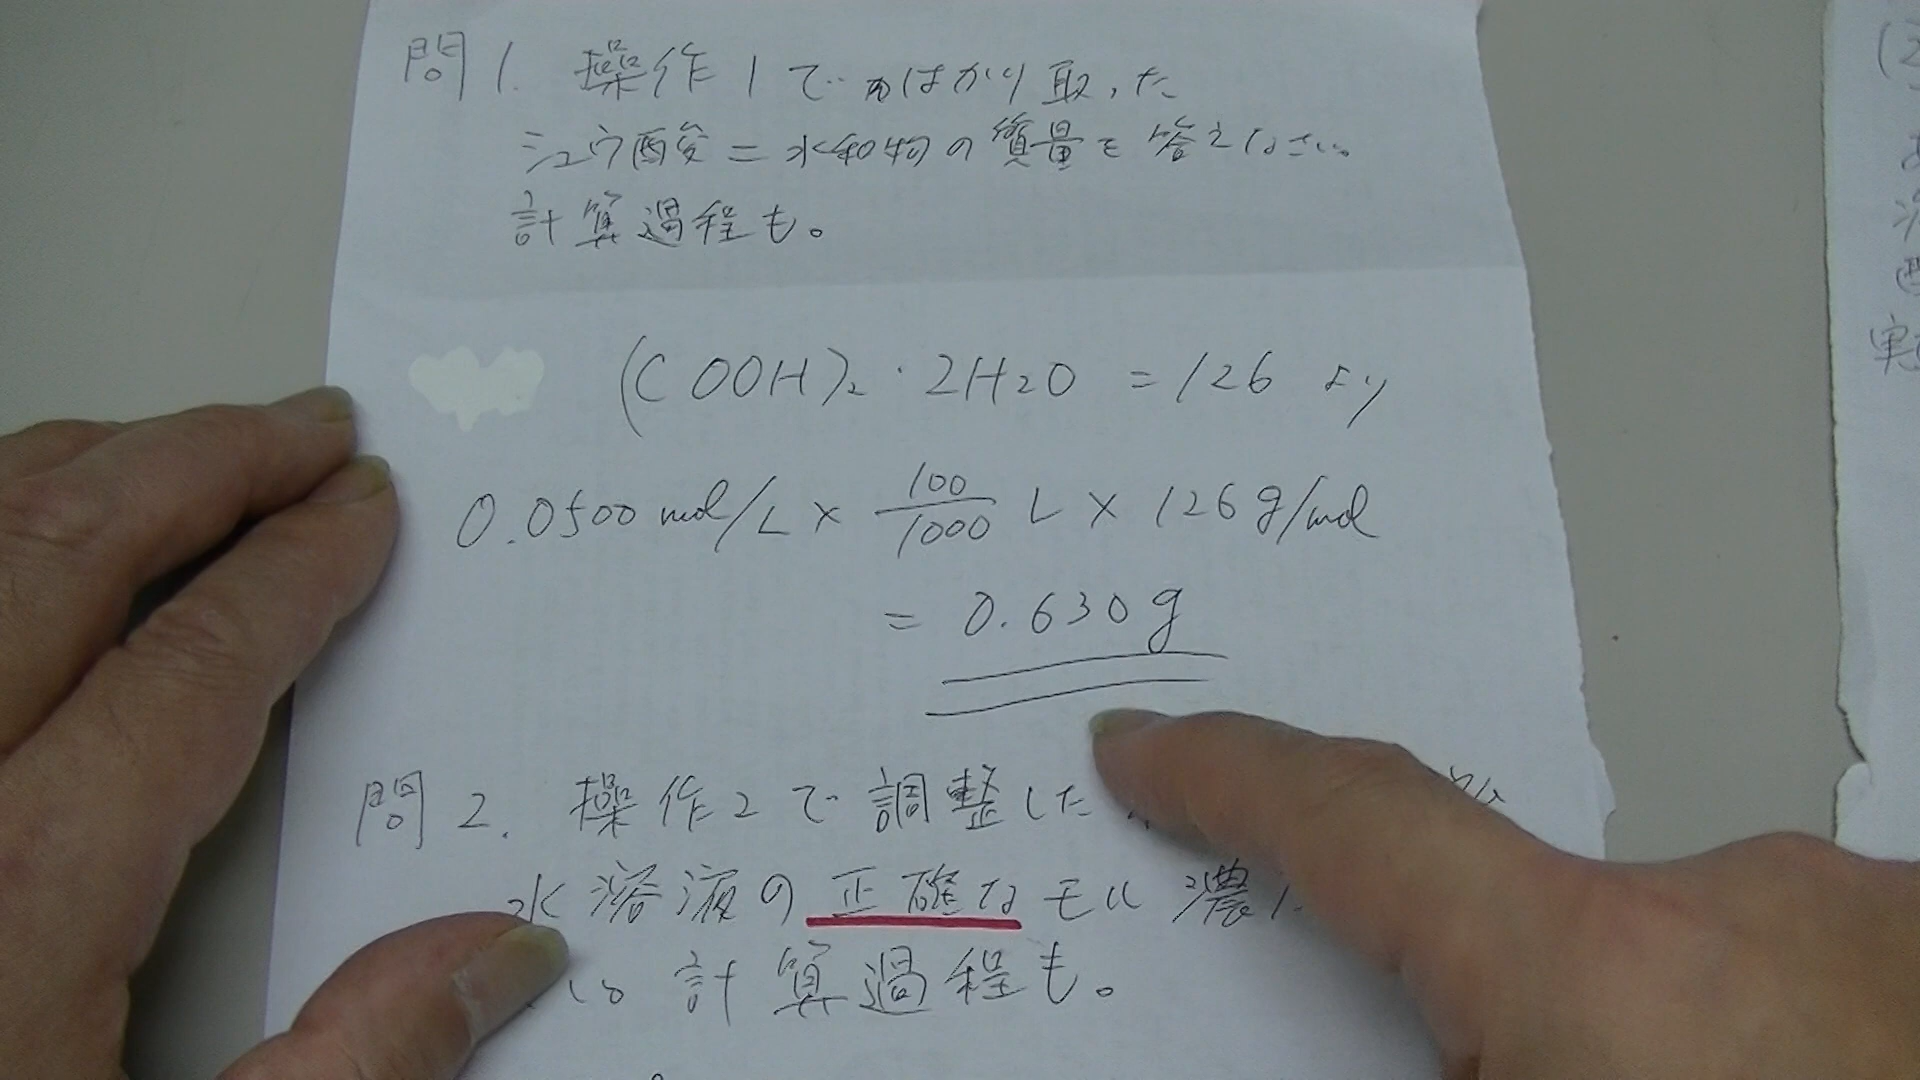 問1. 操作1ではかり取った
シュウ酸二水和物の質量を答えなさい。
計算過程も。
(COOH)2・2H2O = 126 より
0.0500 mol/L × 100/1000 L × 126 g/mol
= 0.630 g
問2. 操作2で調整した
水溶液の正確なモル濃
い。計算過程も。